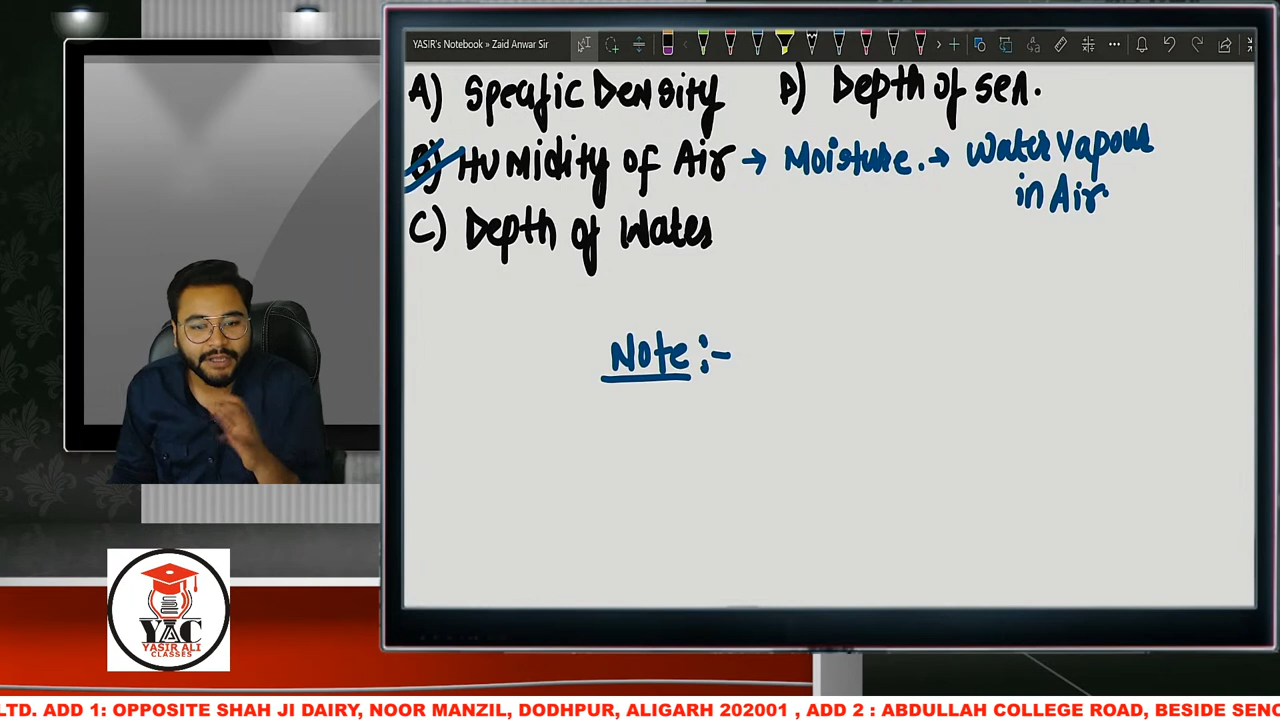 YASIR's Notebook » Zaid Anwar Sir
A) Specific Density D) Depth of sea.
B) Humidity of Air → Moisture. → Water Vapour
in Air
C) Depth of Water
Note :-
YAC
YASIR ALI
CLASSES
LTD. ADD 1: OPPOSITE SHAH JI DAIRY, NOOR MANZIL, DODHPUR, ALIGARH 202001 , ADD 2 : ABDULLAH COLLEGE ROAD, BESIDE SENC